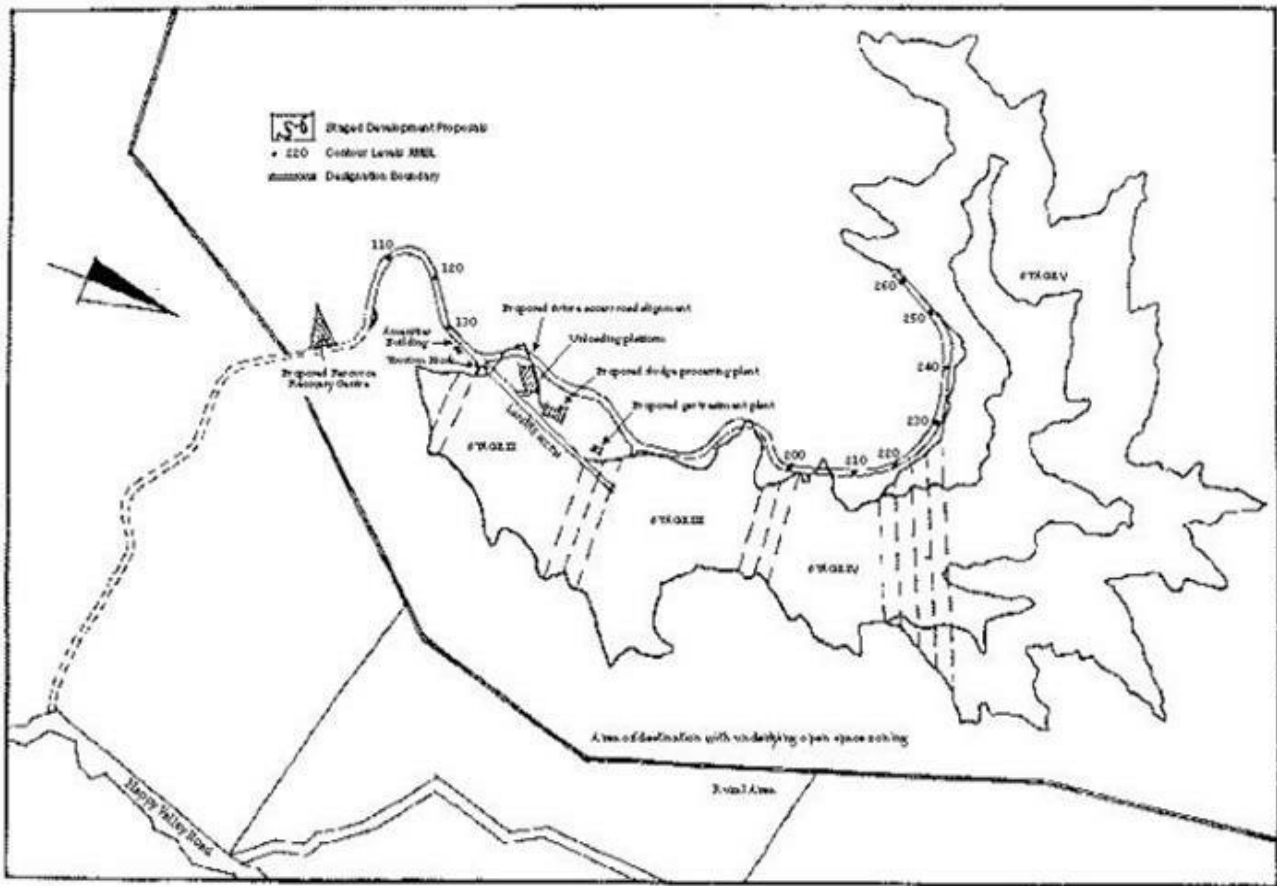 Staged Development Proposals
220 Contour Levels AMSL
Designation Boundary
110
120
130
Proposed future access road alignment
Unloading platform
Building
Proposed Resource
Recovery Centre
Proposed sludge processing plant
Proposed gas treatment plant
STAGE II
STAGE III
STAGE IV
STAGE V
200
210
220
230
240
250
260
Area of destination with underlying open space zoning
Rural Area
Happy Valley Road